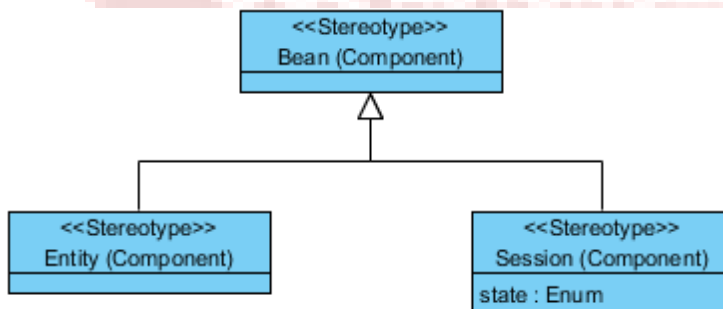 <<Stereotype>>
Bean (Component)
<<Stereotype>>
Entity (Component)
<<Stereotype>>
Session (Component)
state : Enum